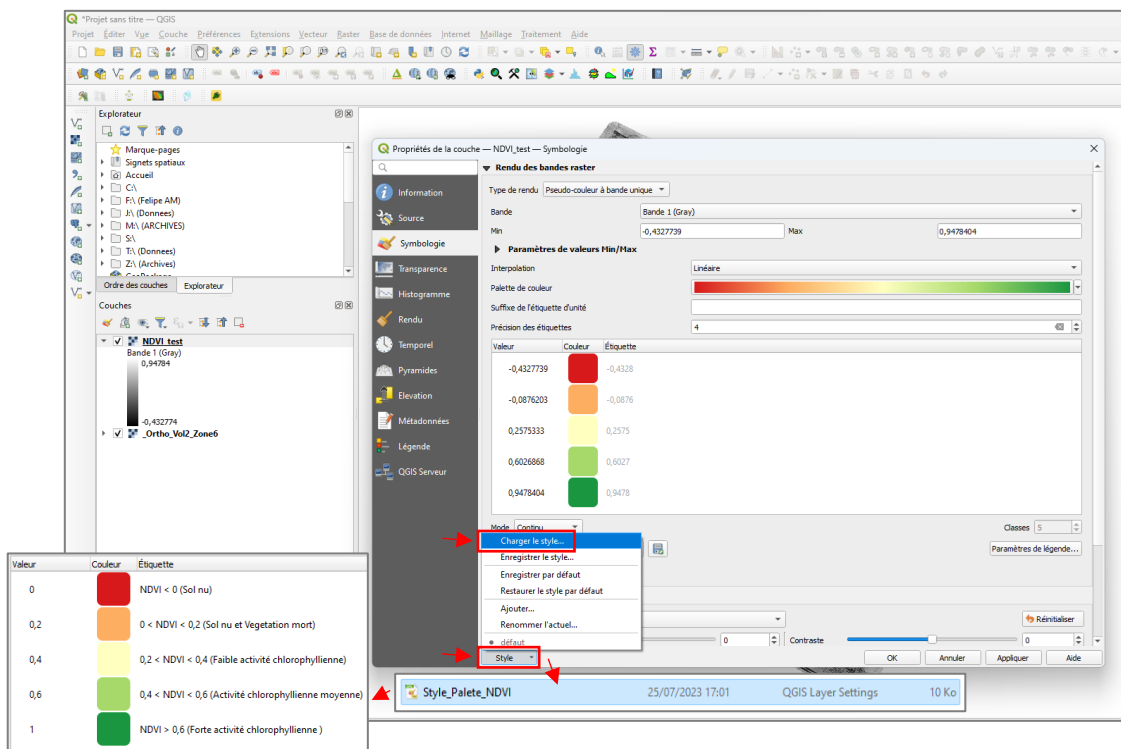 *Projet sans titre — QGIS
Projet Éditer Vue Couche Préférences Extensions Vecteur Raster Base de données Internet Maillage Traitement Aide
Explorateur
Marque-pages
Signets spatiaux
Accueil
C:\
F:\ (Felipe AM)
J:\ (Donnees)
M:\ (ARCHIVES)
S:\
T:\ (Donnees)
Z:\ (Archives)
GeoPackage
Ordre des couches Explorateur
Couches
NDVI_test
Bande 1 (Gray)
0,94784
-0,432774
_Ortho_Vol2_Zone6
Propriétés de la couche — NDVI_test — Symbologie
Information
Source
Symbologie
Transparence
Histogramme
Rendu
Temporel
Pyramides
Elevation
Métadonnées
Légende
QGIS Serveur
Rendu des bandes raster
Type de rendu Pseudo-couleur à bande unique
Bande Bande 1 (Gray)
Min -0,4327739 Max 0,9478404
Paramètres de valeurs Min/Max
Interpolation Linéaire
Palette de couleur
Suffixe de l'étiquette d'unité
Précision des étiquettes 4
Valeur Couleur Étiquette
-0,4327739 -0,4328
-0,0876203 -0,0876
0,2575333 0,2575
0,6026868 0,6027
0,9478404 0,9478
Mode Continu Classes 5
Charger le style...
Paramètres de légende...
Enregistrer le style...
Enregistrer par défaut
Restaurer le style par défaut
Ajouter...
Renommer l'actuel...
Réinitialiser
défaut
0 Contraste 0
Style OK Annuler Appliquer Aide
Style_Palete_NDVI 25/07/2023 17:01 QGIS Layer Settings 10 Ko
Valeur Couleur Étiquette
0 NDVI < 0 (Sol nu)
0,2 0 < NDVI < 0,2 (Sol nu et Vegetation mort)
0,4 0,2 < NDVI < 0,4 (Faible activité chlorophyllienne)
0,6 0,4 < NDVI < 0,6 (Activité chlorophyllienne moyenne)
1 NDVI > 0,6 (Forte activité chlorophyllienne )